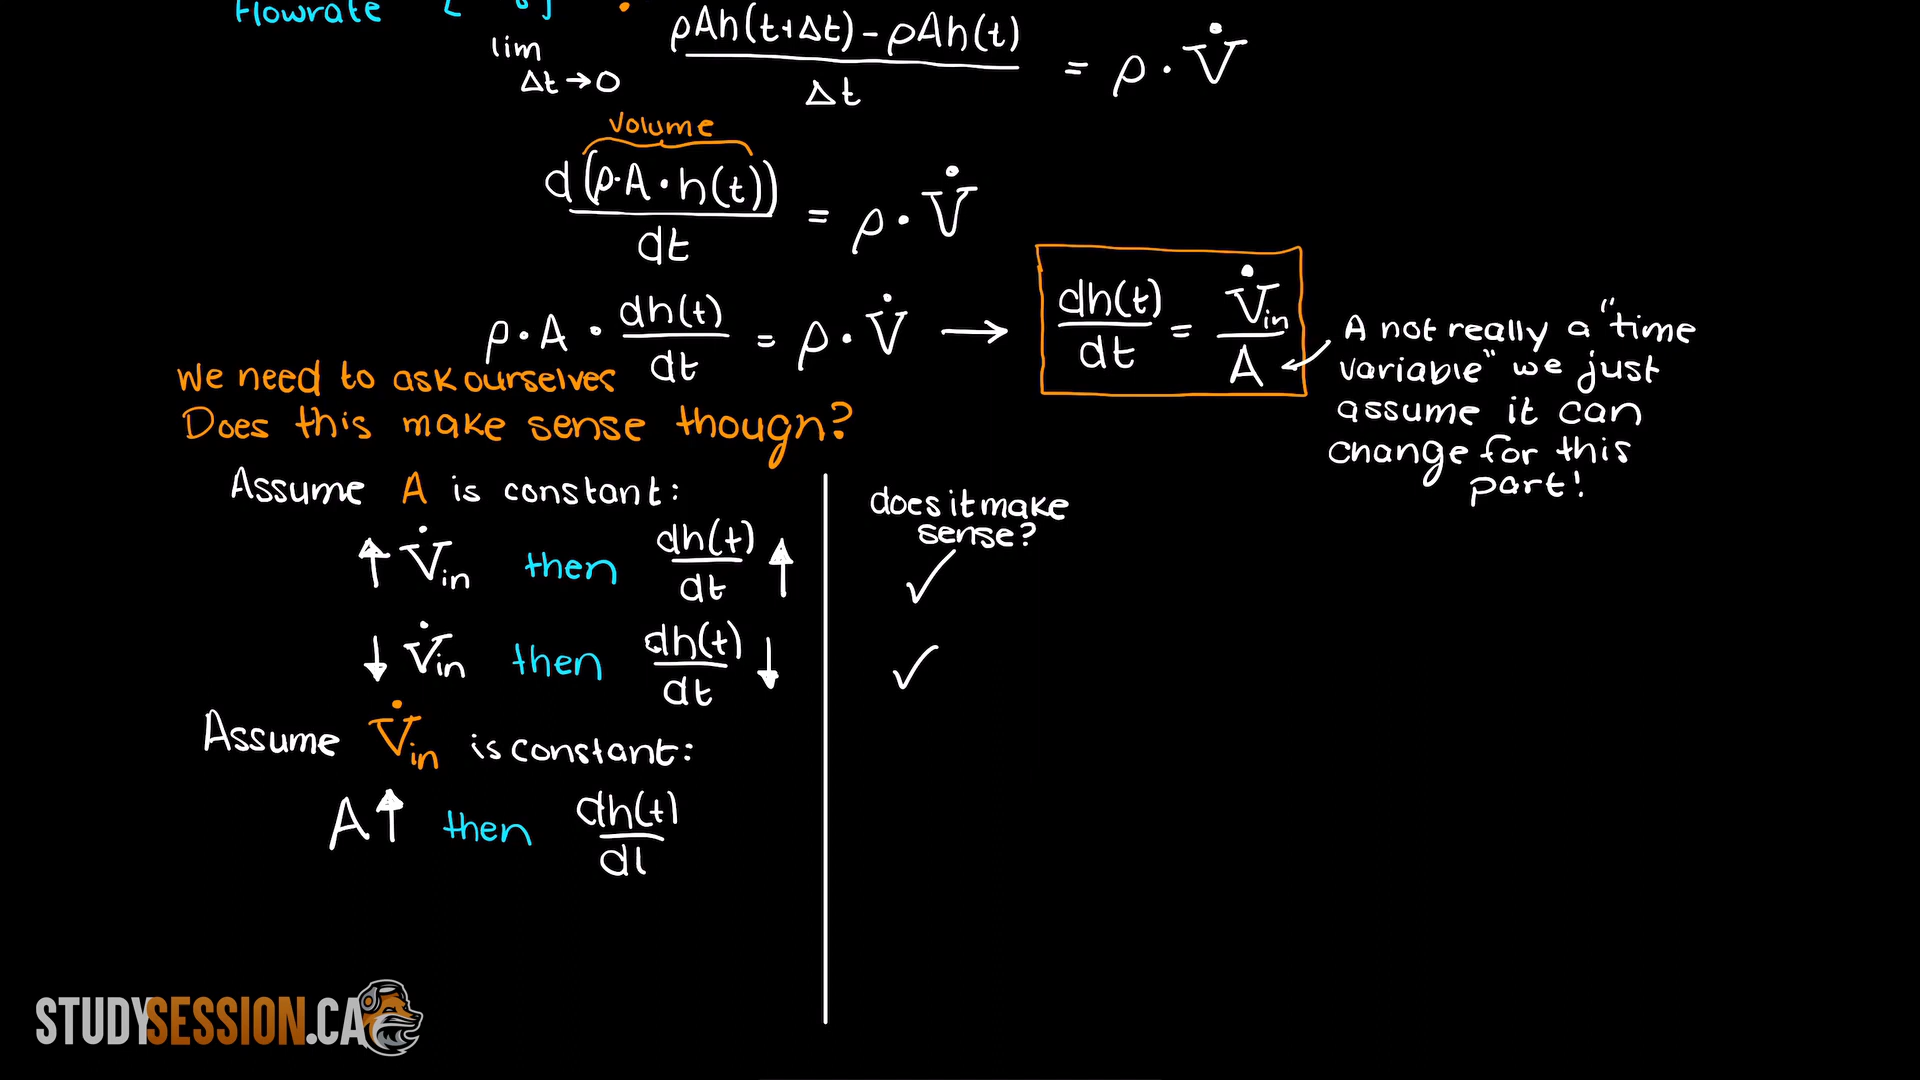 flowrate
lim Δt→0 ρAh(t+Δt) - ρAh(t) / Δt = ρ · V̇
volume
d(ρ·A·h(t)) / dt = ρ · V̇
ρ · A · dh(t)/dt = ρ · V̇ → dh(t)/dt = V̇in/A
A not really a "time
variable" we just
assume it can
change for this
part!
We need to ask ourselves
Does this make sense thougn?
Assume A is constant:
does it make
sense?
↑ V̇in then dh(t)/dt ↑ ✓
↓ V̇in then dh(t)/dt ↓ ✓
Assume V̇in is constant:
A↑ then dh(t)/dl
STUDYSESSION.CA